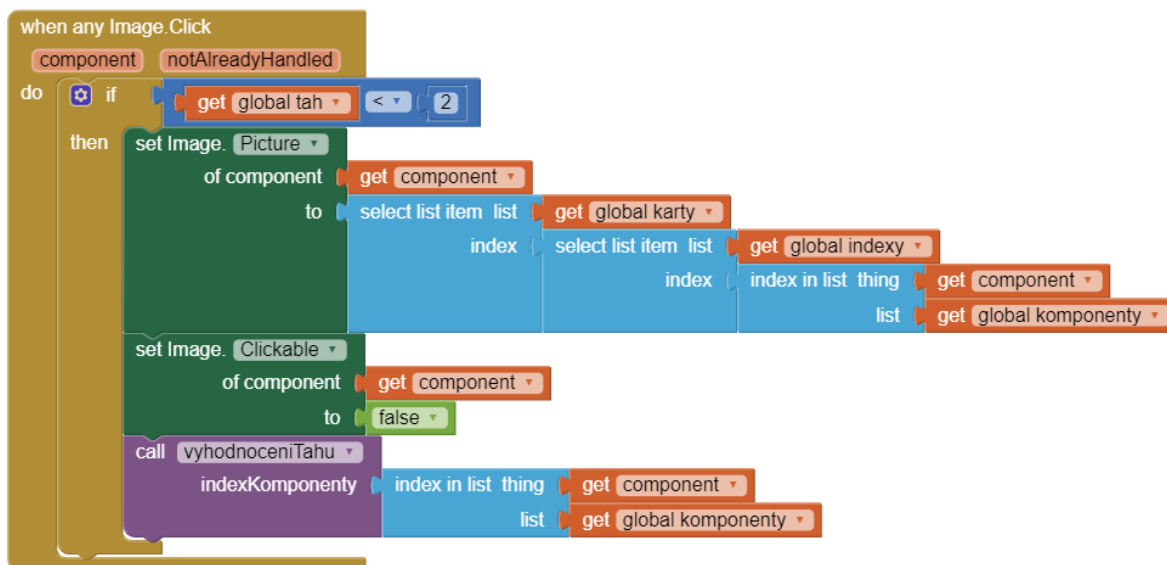 when any Image.Click
component notAlreadyHandled
do if get global tah < 2
then set Image. Picture
of component get component
to select list item list get global karty
index select list item list get global indexy
index index in list thing get component
list get global komponenty
set Image. Clickable
of component get component
to false
call vyhodnoceniTahu
indexKomponenty index in list thing get component
list get global komponenty